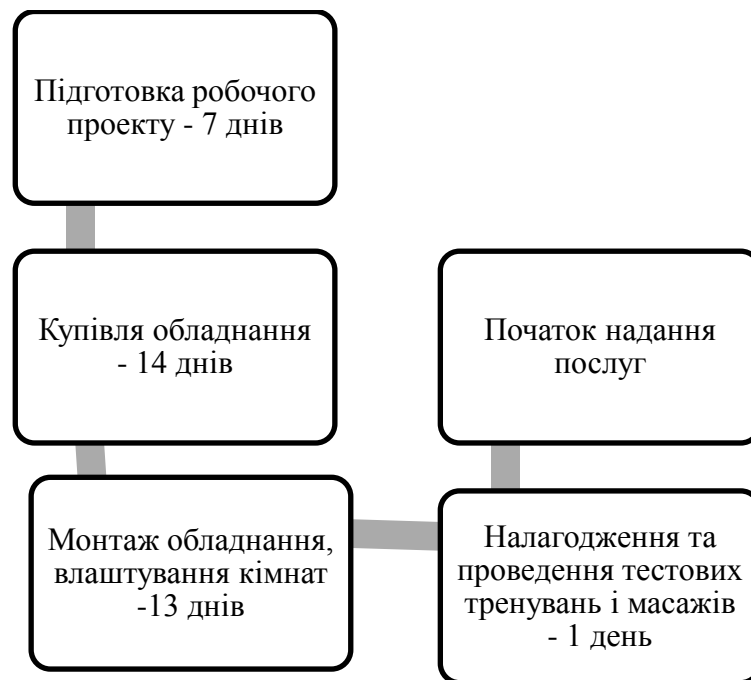 Підготовка робочого
проекту - 7 днів
Купівля обладнання
- 14 днів
Монтаж обладнання,
влаштування кімнат
-13 днів
Налагодження та
проведення тестових
тренувань і масажів
- 1 день
Початок надання
послуг